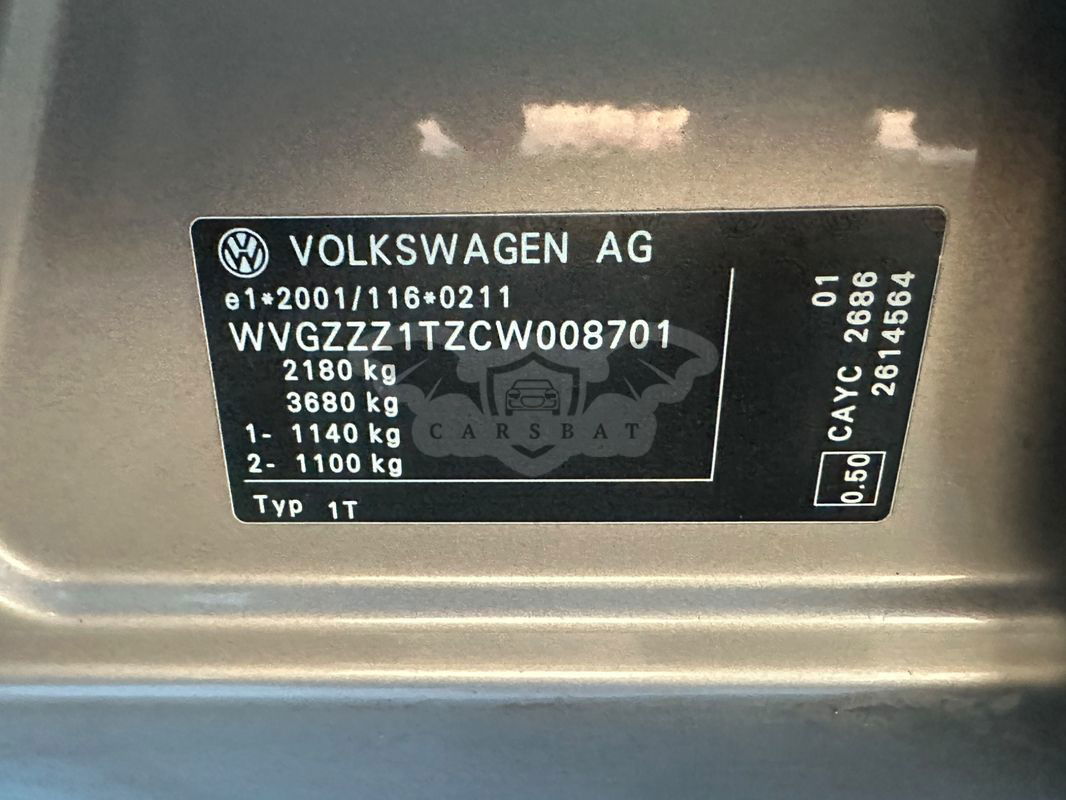 VOLKSWAGEN AG
e1*2001/116*0211
WVGZZZ1TZCW008701
2180 kg
3680 kg
1- 1140 kg
2- 1100 kg
Typ 1T
01
CAYC 2686
2614564
0.50
CARSBAT